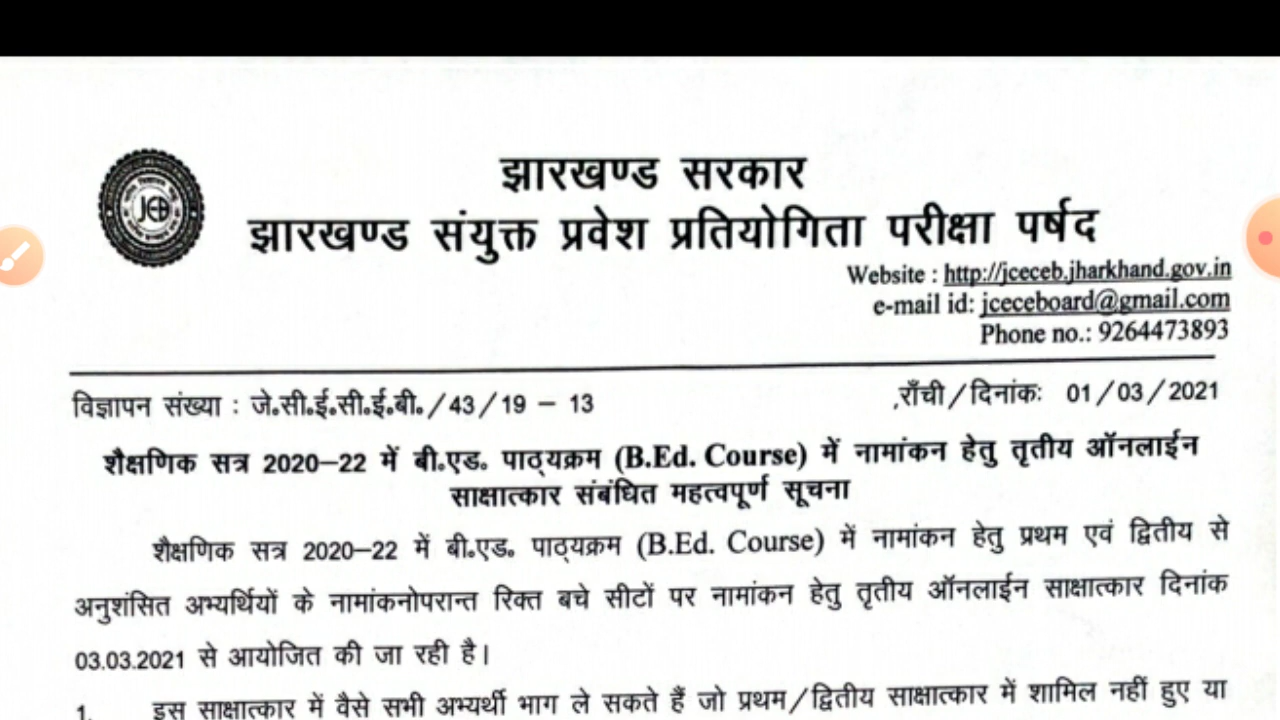 झारखण्ड सरकार
झारखण्ड संयुक्त प्रवेश प्रतियोगिता परीक्षा पर्षद
JCEB
Website : http://jceceb.jharkhand.gov.in
e-mail id: jceceboard@gmail.com
Phone no.: 9264473893
विज्ञापन संख्या : जे॰सी॰ई॰सी॰ई॰बी॰/43/19 – 13
राँची/दिनांकः 01/03/2021
शैक्षणिक सत्र 2020–22 में बी॰एड॰ पाठ्यक्रम (B.Ed. Course) में नामांकन हेतु तृतीय ऑनलाईन
साक्षात्कार संबंधित महत्वपूर्ण सूचना
शैक्षणिक सत्र 2020–22 में बी॰एड॰ पाठ्यक्रम (B.Ed. Course) में नामांकन हेतु प्रथम एवं द्वितीय से
अनुशंसित अभ्यर्थियों के नामांकनोपरान्त रिक्त बचे सीटों पर नामांकन हेतु तृतीय ऑनलाईन साक्षात्कार दिनांक
03.03.2021 से आयोजित की जा रही है।
1. इस साक्षात्कार में वैसे सभी अभ्यर्थी भाग ले सकते हैं जो प्रथम/द्वितीय साक्षात्कार में शामिल नहीं हुए या